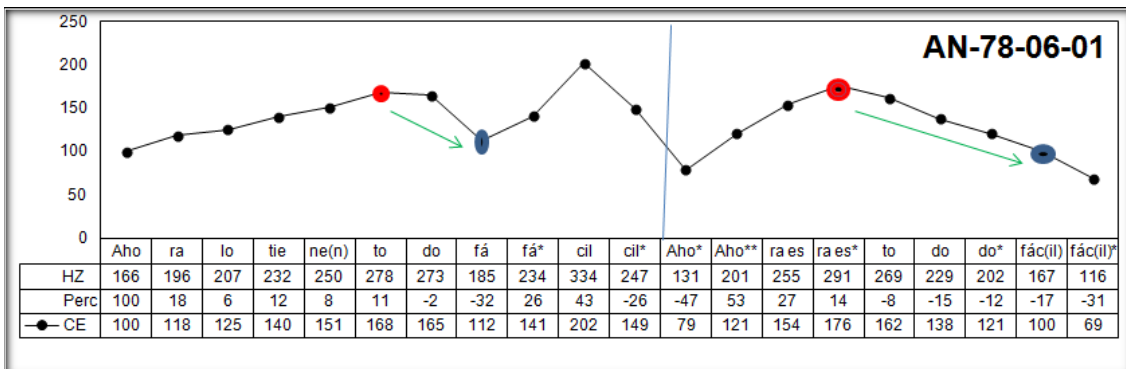 AN-78-06-01
250
200
150
100
50
0
Aho ra lo tie ne(n) to do fá fá* cil cil* Aho* Aho** ra es ra es* to do do* fác(il) fác(il)*
HZ 166 196 207 232 250 278 273 185 234 334 247 131 201 255 291 269 229 202 167 116
Perc 100 18 6 12 8 11 -2 -32 26 43 -26 -47 53 27 14 -8 -15 -12 -17 -31
CE 100 118 125 140 151 168 165 112 141 202 149 79 121 154 176 162 138 121 100 69